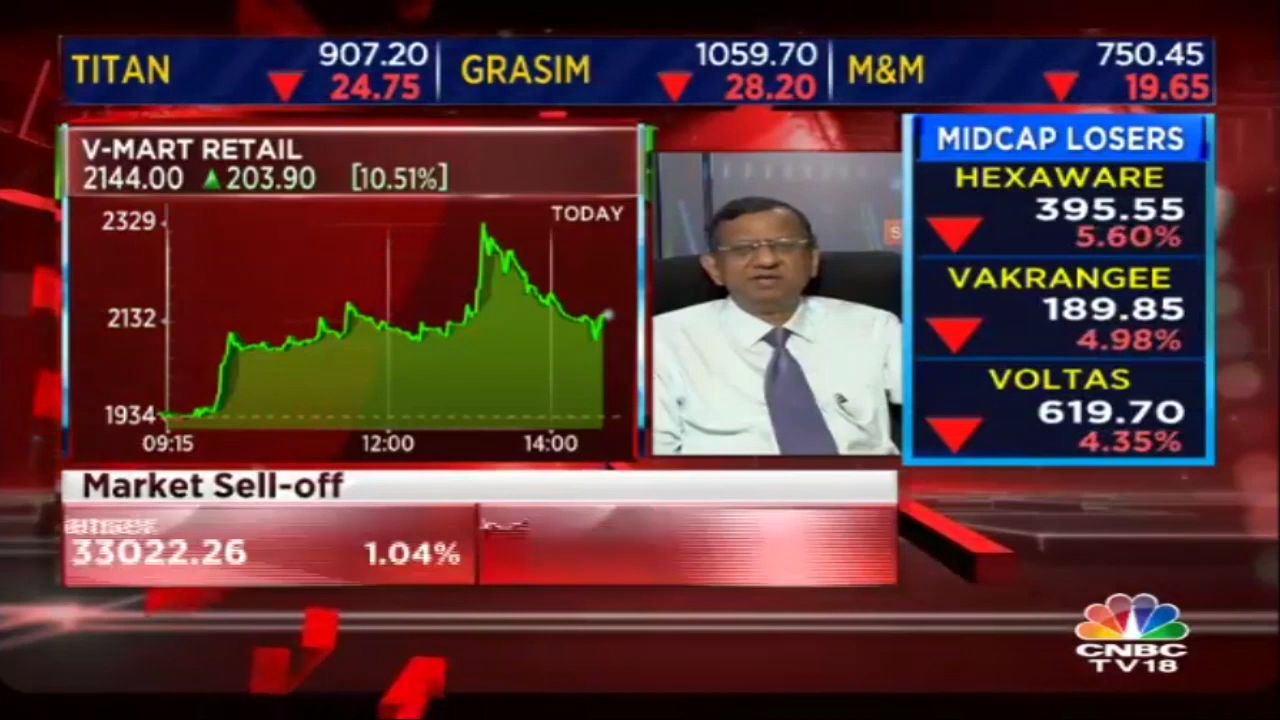 TITAN 907.20
▼ 24.75
GRASIM 1059.70
▼ 28.20
M&M 750.45
▼ 19.65
V-MART RETAIL
2144.00 ▲ 203.90 [10.51%]
TODAY
2329
2132
1934
09:15 12:00 14:00
S
MIDCAP LOSERS
HEXAWARE
395.55
▼ 5.60%
VAKRANGEE
189.85
▼ 4.98%
VOLTAS
619.70
▼ 4.35%
Market Sell-off
33022.26 1.04%
CNBC
TV18